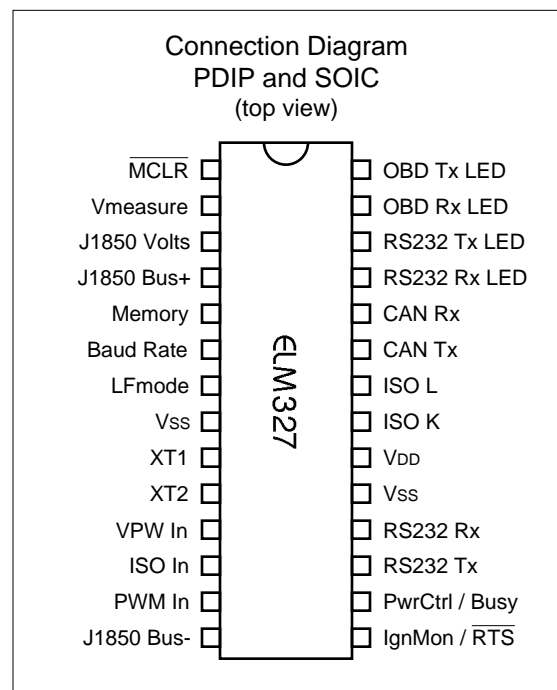 Connection Diagram
PDIP and SOIC
(top view)
MCLR
Vmeasure
J1850 Volts
J1850 Bus+
Memory
Baud Rate
LFmode
VSS
XT1
XT2
VPW In
ISO In
PWM In
J1850 Bus-
ELM327
OBD Tx LED
OBD Rx LED
RS232 Tx LED
RS232 Rx LED
CAN Rx
CAN Tx
ISO L
ISO K
VDD
VSS
RS232 Rx
RS232 Tx
PwrCtrl / Busy
IgnMon / RTS